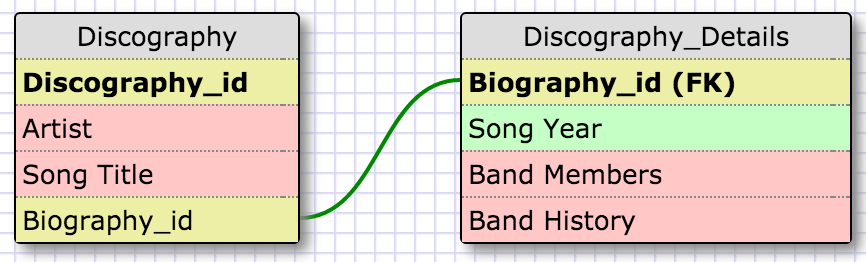 Discography
Discography_id
Artist
Song Title
Biography_id
Discography_Details
Biography_id (FK)
Song Year
Band Members
Band History